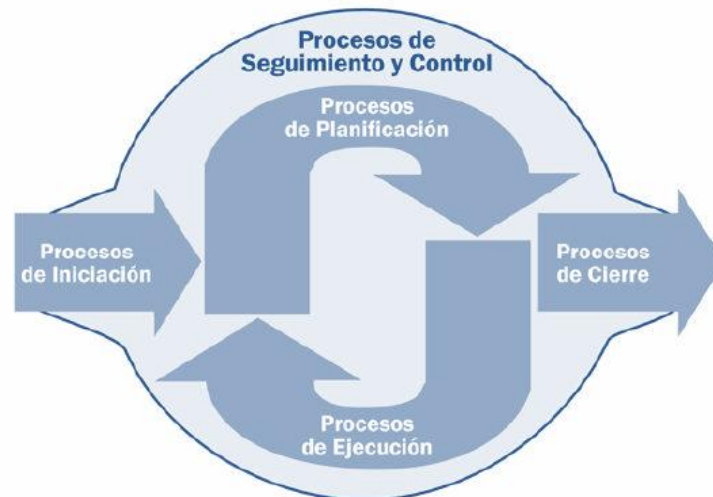 Procesos de
Seguimiento y Control
Procesos
de Planificación
Procesos
de Iniciación
Procesos
de Cierre
Procesos
de Ejecución